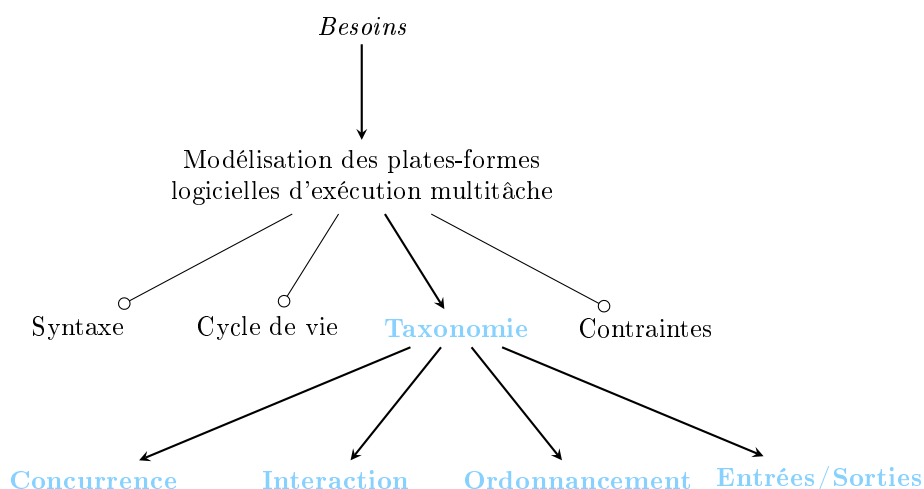 Besoins
Modélisation des plates-formes
logicielles d'exécution multitâche
Syntaxe
Cycle de vie
Taxonomie
Contraintes
Concurrence
Interaction
Ordonnancement
Entrées/Sorties